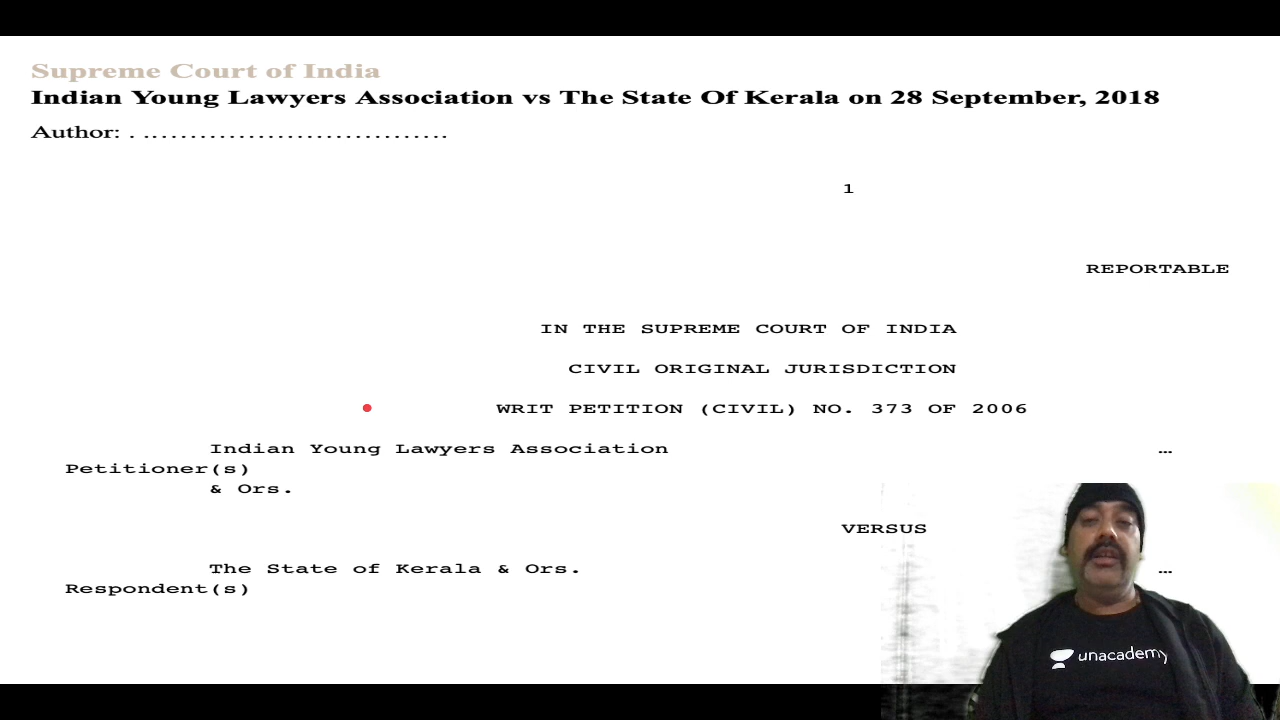 Supreme Court of India
Indian Young Lawyers Association vs The State Of Kerala on 28 September, 2018
Author: . ................................
1
REPORTABLE
IN THE SUPREME COURT OF INDIA
CIVIL ORIGINAL JURISDICTION
WRIT PETITION (CIVIL) NO. 373 OF 2006
Indian Young Lawyers Association …
Petitioner(s)
& Ors.
VERSUS
The State of Kerala & Ors. …
Respondent(s)
unacademy